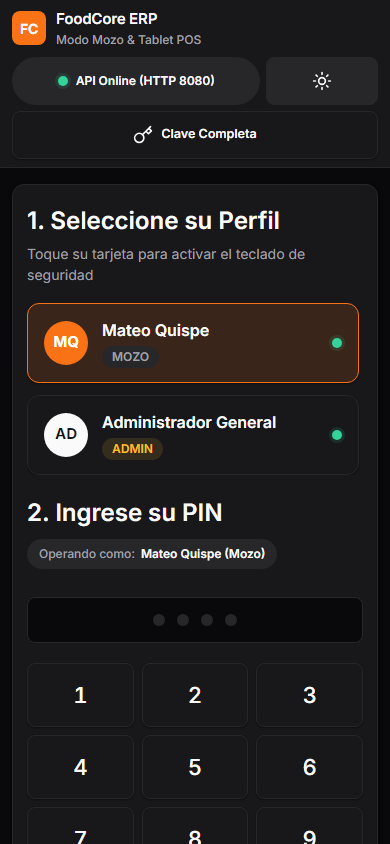 FC
FoodCore ERP
Modo Mozo & Tablet POS
API Online (HTTP 8080)
Clave Completa
1. Seleccione su Perfil
Toque su tarjeta para activar el teclado de
seguridad
MQ
Mateo Quispe
MOZO
AD
Administrador General
ADMIN
2. Ingrese su PIN
Operando como: Mateo Quispe (Mozo)
1 2 3
4 5 6
7 8 9